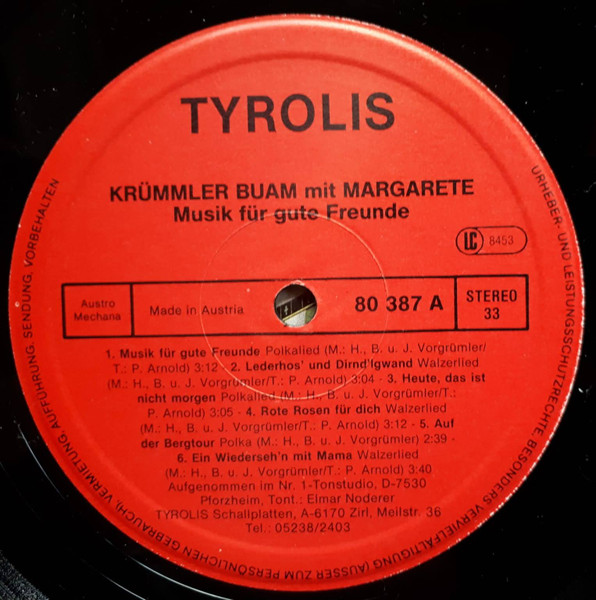 TYROLIS
KRÜMMLER BUAM mit MARGARETE
Musik für gute Freunde
LC 8453
Austro
Mechana
Made in Austria
80 387 A
STEREO
33
1. Musik für gute Freunde Polkalied (M.: H., B. u. J. Vorgrümler/
T.: P. Arnold) 3:12 - 2. Lederhos' und Dirnd'lgwand Walzerlied
(M.: H., B. u. J. Vorgrümler/T.: P. Arnold) 3:04 - 3. Heute, das ist
nicht morgen Polkalied (M.: H., B. u. J. Vorgrümler/T.:
P. Arnold) 3:05 - 4. Rote Rosen für dich Walzerlied
(M.: H., B. u. J. Vorgrümler/T.: P. Arnold) 3:12 - 5. Auf
der Bergtour Polka (M.: H., B. u. J. Vorgrümler) 2:39 -
6. Ein Wiederseh'n mit Mama Walzerlied
(M.: H., B. u. J. Vorgrümler/T.: P. Arnold) 3:40
Aufgenommen im Nr. 1-Tonstudio, D-7530
Pforzheim, Tont.: Elmar Noderer
TYROLIS Schallplatten, A-6170 Zirl, Meilstr. 36
Tel.: 05238/2403
URHEBER- UND LEISTUNGSSCHUTZRECHTE BESONDERS VERVIELFÄLTIGUNG (AUSSER ZUM PERSÖNLICHEN GEBRAUCH), VERMIETUNG, AUFFÜHRUNG, SENDUNG, VORBEHALTEN